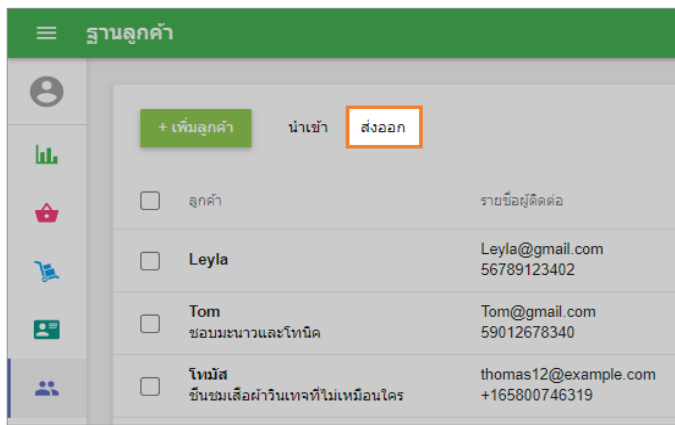 ฐานลูกค้า
+ เพิ่มลูกค้า นำเข้า ส่งออก
ลูกค้า รายชื่อผู้ติดต่อ
Leyla Leyla@gmail.com
56789123402
Tom Tom@gmail.com
ชอบมะนาวและโทนิค 59012678340
โทมัส thomas12@example.com
ชื่นชมเสื้อผ้าวินเทจที่ไม่เหมือนใคร +165800746319